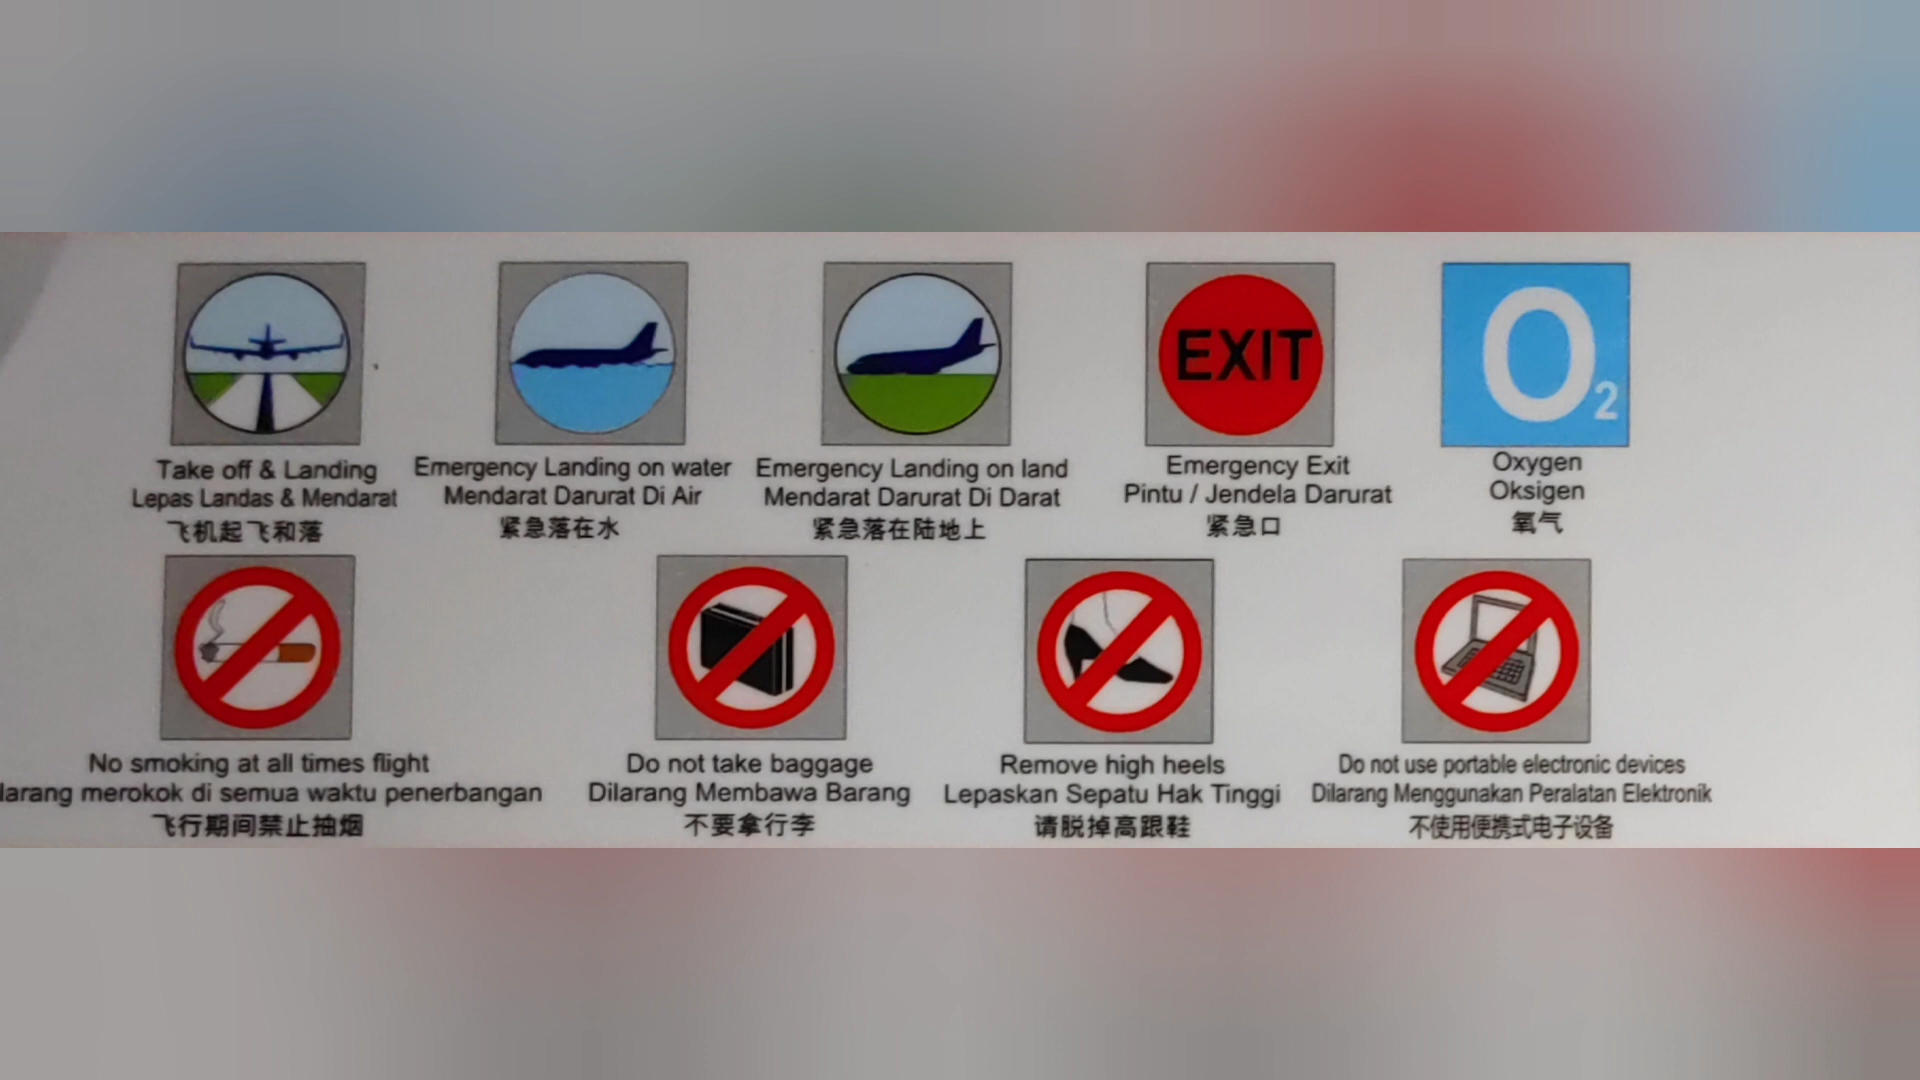 EXIT
O2
Take off & Landing
Lepas Landas & Mendarat
飞机起飞和落
Emergency Landing on water
Mendarat Darurat Di Air
紧急落在水
Emergency Landing on land
Mendarat Darurat Di Darat
紧急落在陆地上
Emergency Exit
Pintu / Jendela Darurat
紧急口
Oxygen
Oksigen
氧气
No smoking at all times flight
larang merokok di semua waktu penerbangan
飞行期间禁止抽烟
Do not take baggage
Dilarang Membawa Barang
不要拿行李
Remove high heels
Lepaskan Sepatu Hak Tinggi
请脱掉高跟鞋
Do not use portable electronic devices
Dilarang Menggunakan Peralatan Elektronik
不使用便携式电子设备